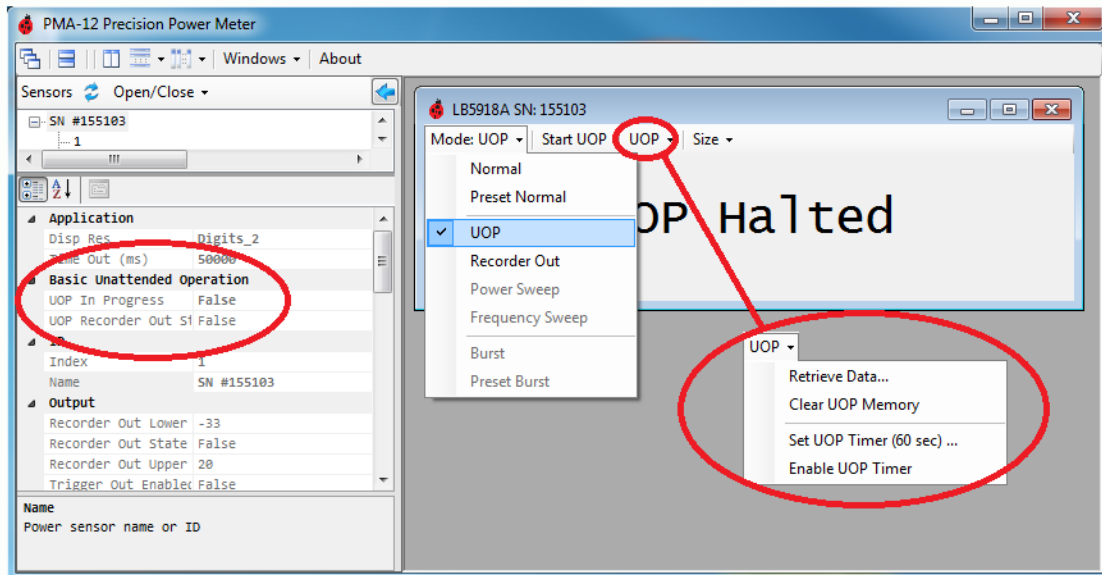 PMA-12 Precision Power Meter
Windows About
Sensors Open/Close
SN #155103
1
Application
Disp Res Digits_2
Time Out (ms) 50000
Basic Unattended Operation
UOP In Progress False
UOP Recorder Out St False
ID
Index 1
Name SN #155103
Output
Recorder Out Lower -33
Recorder Out State False
Recorder Out Upper 20
Trigger Out Enabled False
Name
Power sensor name or ID
LB5918A SN: 155103
Mode: UOP Start UOP UOP Size
Normal
Preset Normal
UOP
Recorder Out
Power Sweep
Frequency Sweep
Burst
Preset Burst
OP Halted
UOP
Retrieve Data...
Clear UOP Memory
Set UOP Timer (60 sec) ...
Enable UOP Timer